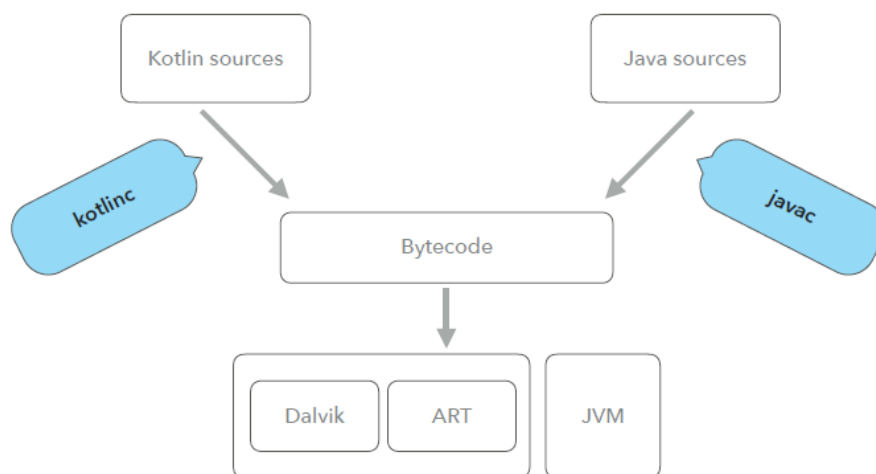 Kotlin sources
Java sources
kotlinc
javac
Bytecode
Dalvik
ART
JVM